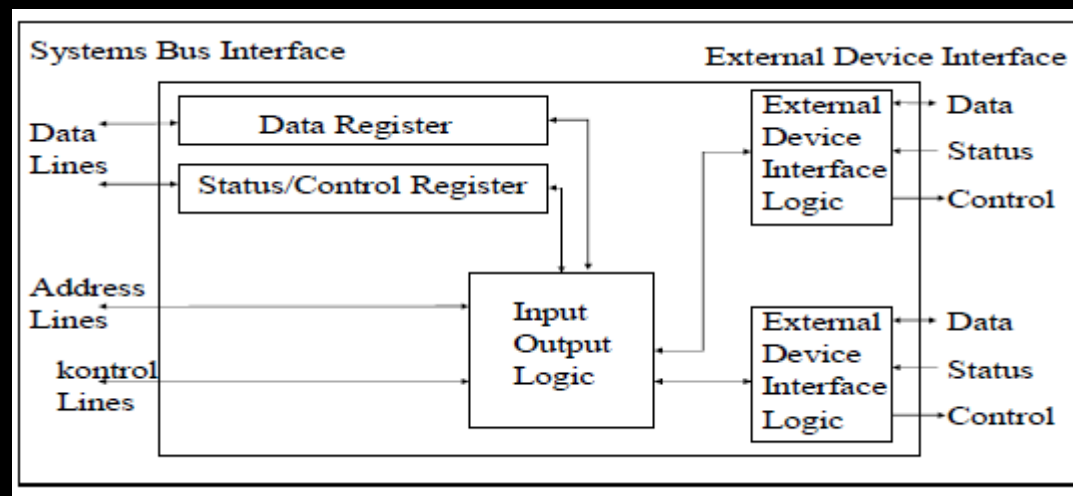 Systems Bus Interface
External Device Interface
Data
Lines
Data Register
Status/Control Register
External
Device
Interface
Logic
Data
Status
Control
Address
Lines
kontrol
Lines
Input
Output
Logic
External
Device
Interface
Logic
Data
Status
Control